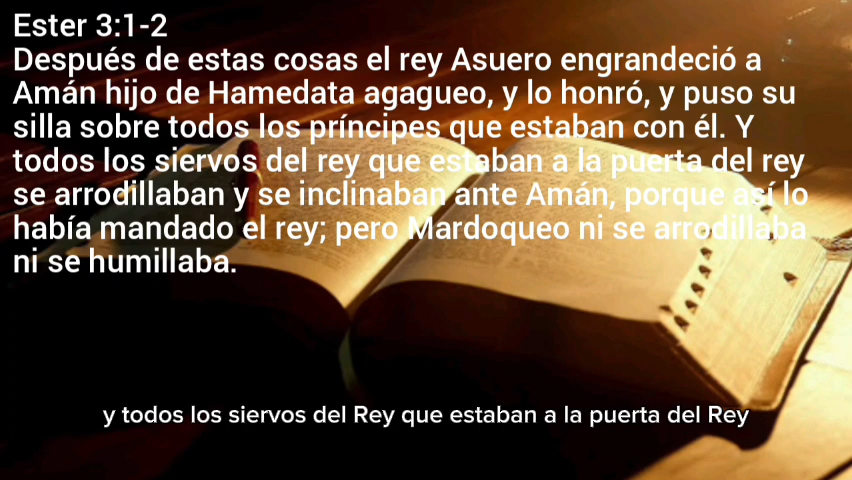 Ester 3:1-2
Después de estas cosas el rey Asuero engrandeció a
Amán hijo de Hamedata agagueo, y lo honró, y puso su
silla sobre todos los príncipes que estaban con él. Y
todos los siervos del rey que estaban a la puerta del rey
se arrodillaban y se inclinaban ante Amán, porque así lo
había mandado el rey; pero Mardoqueo ni se arrodillaba
ni se humillaba.
y todos los siervos del Rey que estaban a la puerta del Rey